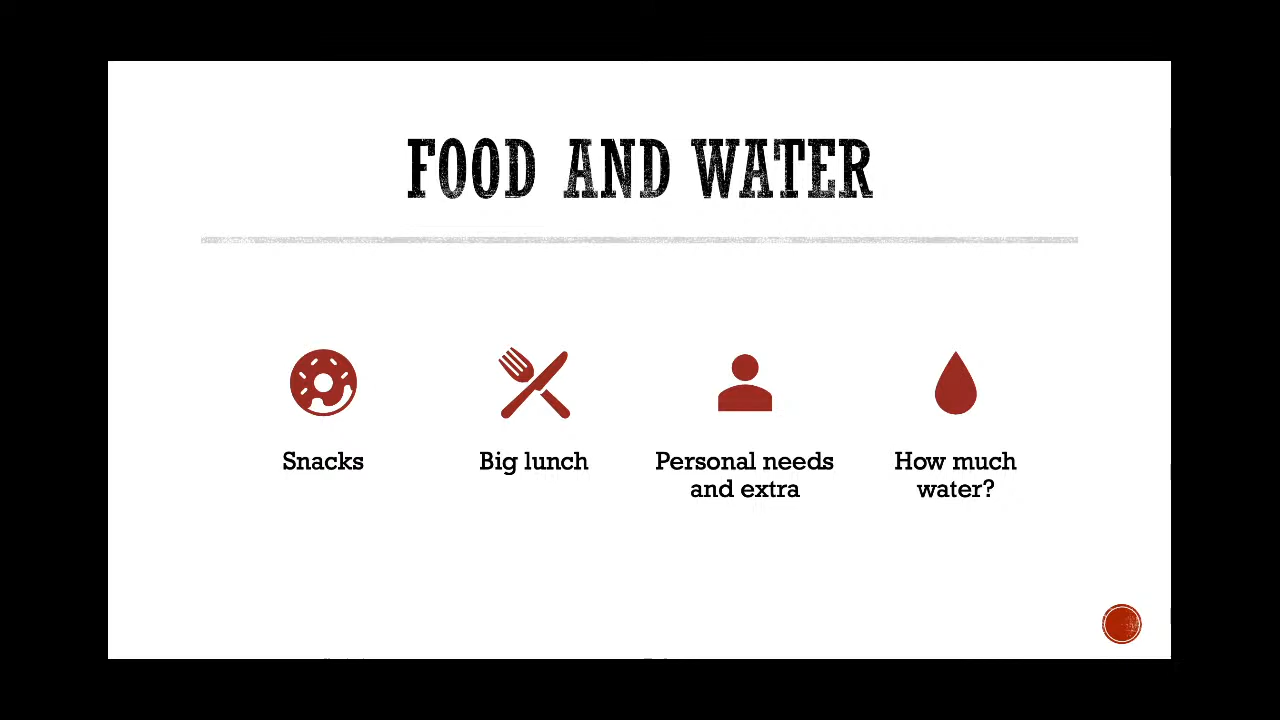 FOOD AND WATER
Snacks
Big lunch
Personal needs
and extra
How much
water?